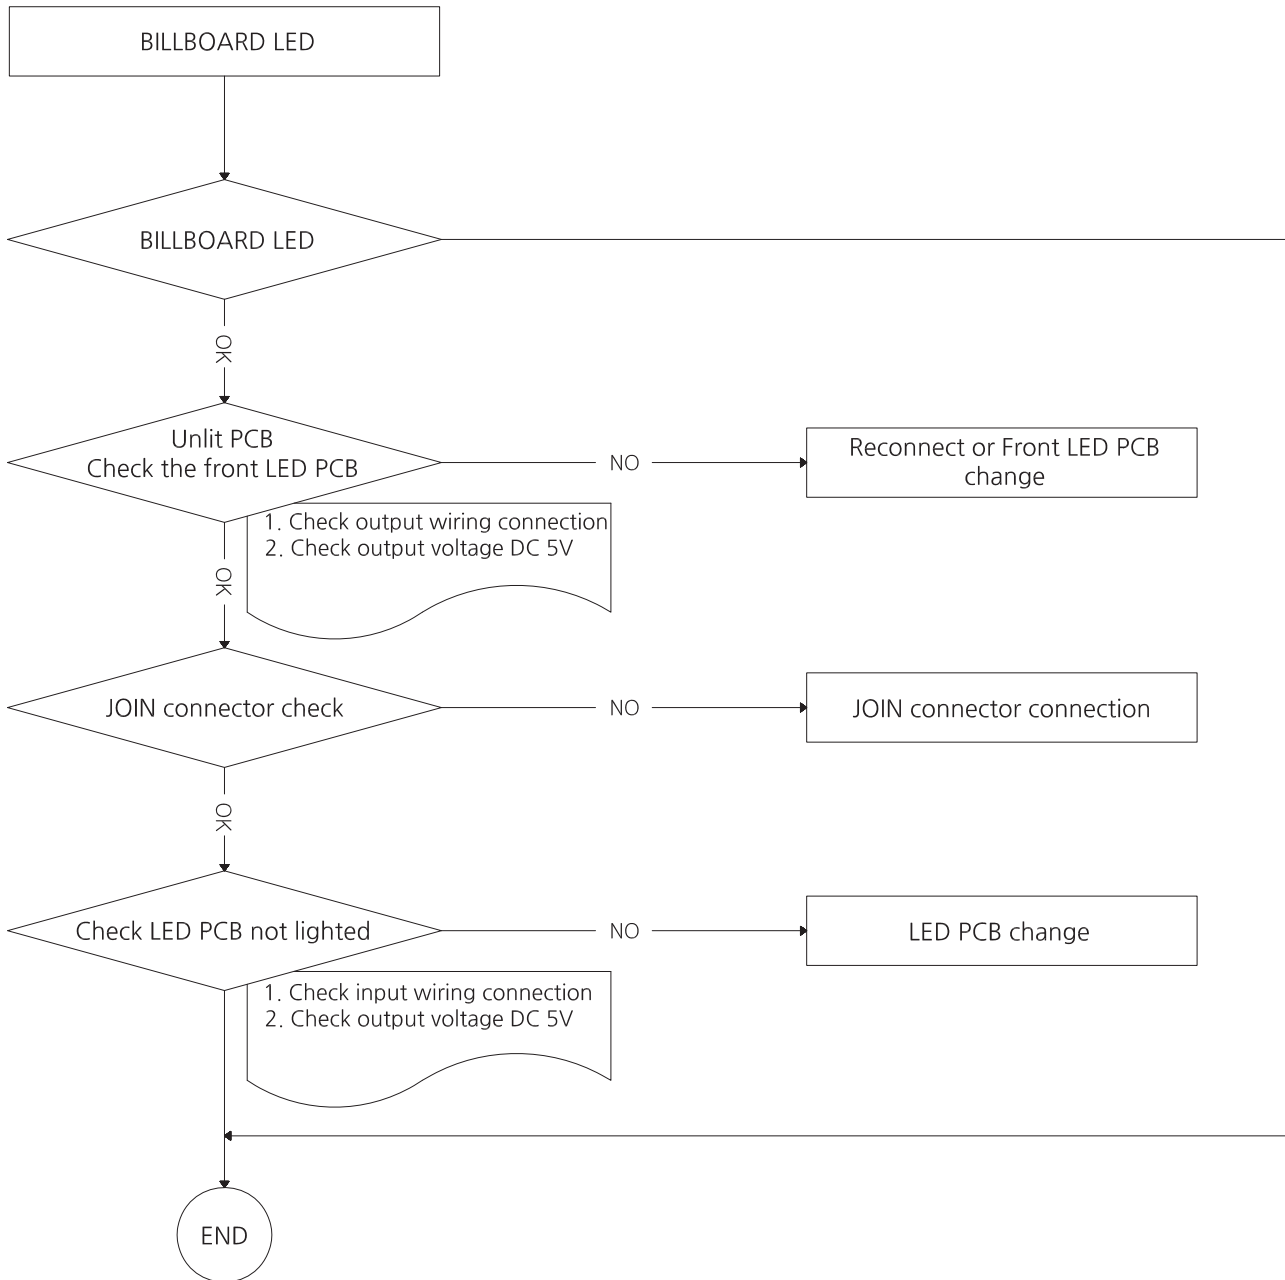 BILLBOARD LED
BILLBOARD LED
OK
Unlit PCB
Check the front LED PCB
NO
Reconnect or Front LED PCB
change
1. Check output wiring connection
2. Check output voltage DC 5V
OK
JOIN connector check
NO
JOIN connector connection
OK
Check LED PCB not lighted
NO
LED PCB change
1. Check input wiring connection
2. Check output voltage DC 5V
END